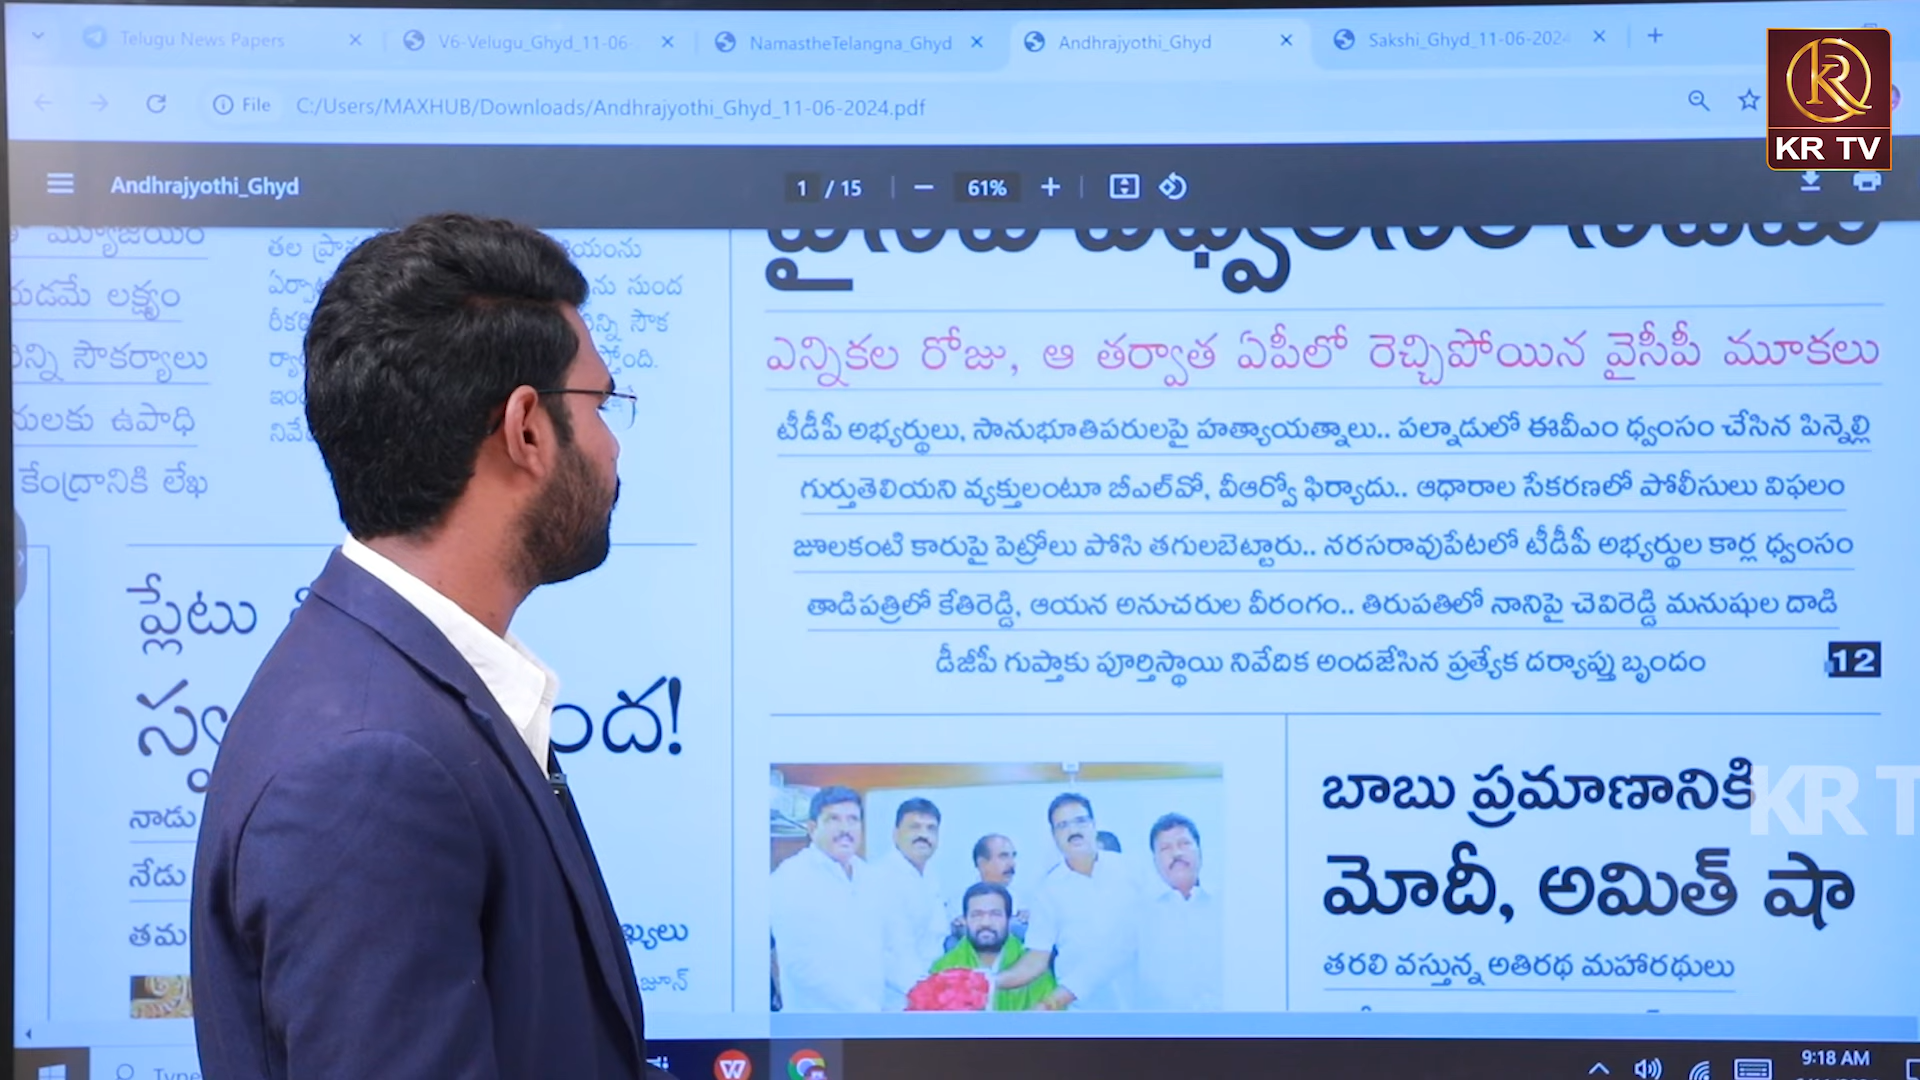 Telugu News Papers
V6-Velugu_Ghyd_11-06-
NamastheTelangna_Ghyd
Andhrajyothi_Ghyd
Sakshi_Ghyd_11-06-2024
File C:/Users/MAXHUB/Downloads/Andhrajyothi_Ghyd_11-06-2024.pdf
KR TV
Andhrajyothi_Ghyd
1 / 15
61%
లక్ష్యం
సౌకర్యాలు
ఉపాధి
కేంద్రానికి లేఖ
తల
సుంద
సౌక
ప్లేటు
నాడు
నేడు
తమ
జూన్
ఎన్నికల రోజు, ఆ తర్వాత ఏపీలో రెచ్చిపోయిన వైసీపీ మూకలు
టీడీపీ అభ్యర్థులు, సానుభూతిపరులపై హత్యాయత్నాలు.. పల్నాడులో ఈవీఎం ధ్వంసం చేసిన పిన్నెల్లి
గుర్తుతెలియని వ్యక్తులంటూ బీఎల్‌వో, వీఆర్వో ఫిర్యాదు.. ఆధారాల సేకరణలో పోలీసులు విఫలం
జూలకంటి కారుపై పెట్రోలు పోసి తగులబెట్టారు.. నరసరావుపేటలో టీడీపీ అభ్యర్థుల కార్ల ధ్వంసం
తాడిపత్రిలో కేతిరెడ్డి, ఆయన అనుచరుల వీరంగం.. తిరుపతిలో నానిపై చెవిరెడ్డి మనుషుల దాడి
డీజీపీ గుప్తాకు పూర్తిస్థాయి నివేదిక అందజేసిన ప్రత్యేక దర్యాప్తు బృందం
12
బాబు ప్రమాణానికి
మోదీ, అమిత్ షా
తరలి వస్తున్న అతిరథ మహారథులు
KR T
Type
9:18 AM